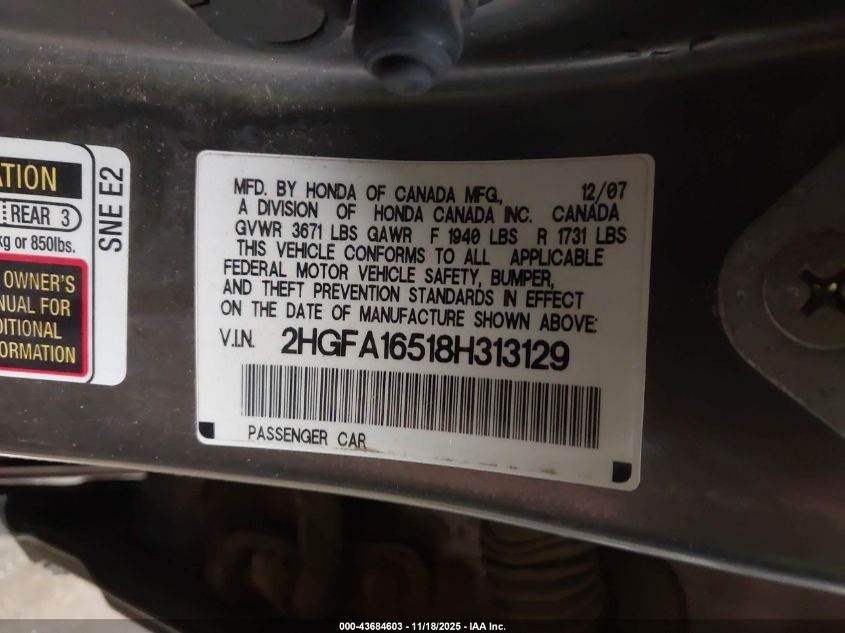 ATION
REAR 3
kg or 850lbs.
OWNER'S
NUAL FOR
DITIONAL
FORMATION
SNE E2
MFD. BY HONDA OF CANADA MFG., 12/07
A DIVISION OF HONDA CANADA INC. CANADA
GVWR 3671 LBS GAWR F 1940 LBS R 1731 LBS
THIS VEHICLE CONFORMS TO ALL APPLICABLE
FEDERAL MOTOR VEHICLE SAFETY, BUMPER,
AND THEFT PREVENTION STANDARDS IN EFFECT
ON THE DATE OF MANUFACTURE SHOWN ABOVE:
V.I.N. 2HGFA16518H313129
PASSENGER CAR
000-43684603 - 11/18/2025 - IAA Inc.